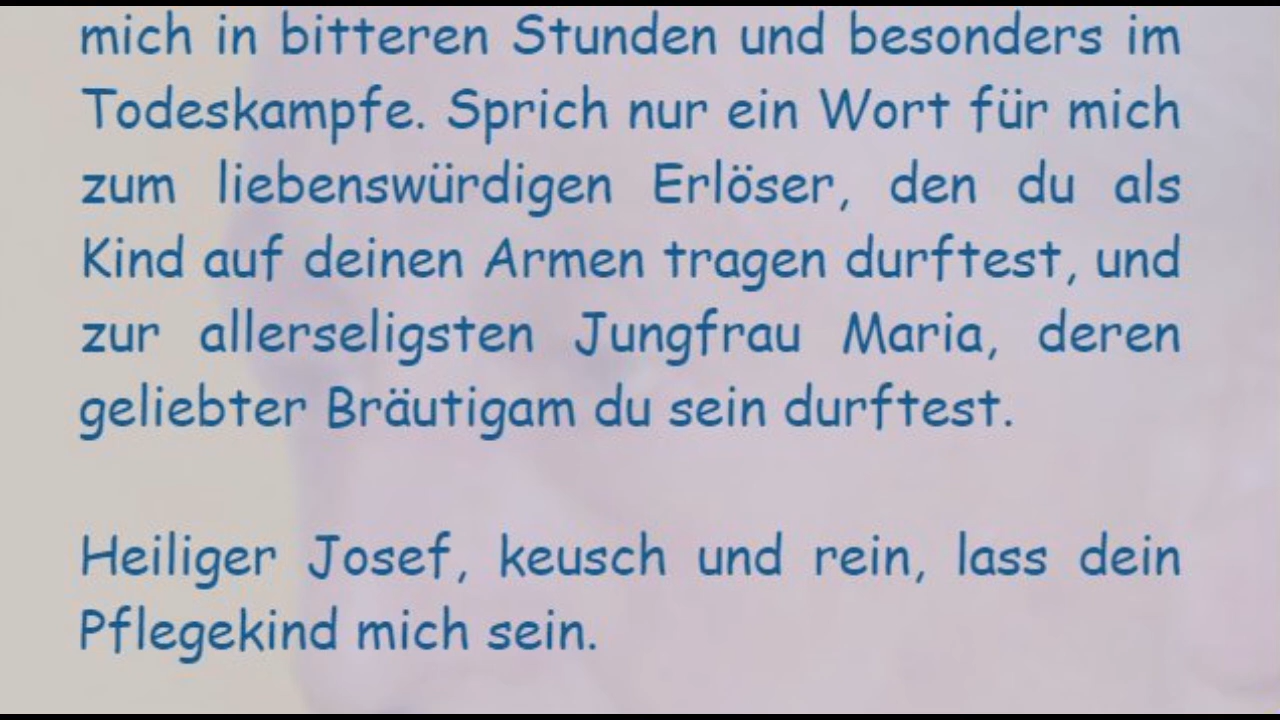 mich in bitteren Stunden und besonders im
Todeskampfe. Sprich nur ein Wort für mich
zum liebenswürdigen Erlöser, den du als
Kind auf deinen Armen tragen durftest, und
zur allerseligsten Jungfrau Maria, deren
geliebter Bräutigam du sein durftest.
Heiliger Josef, keusch und rein, lass dein
Pflegekind mich sein.